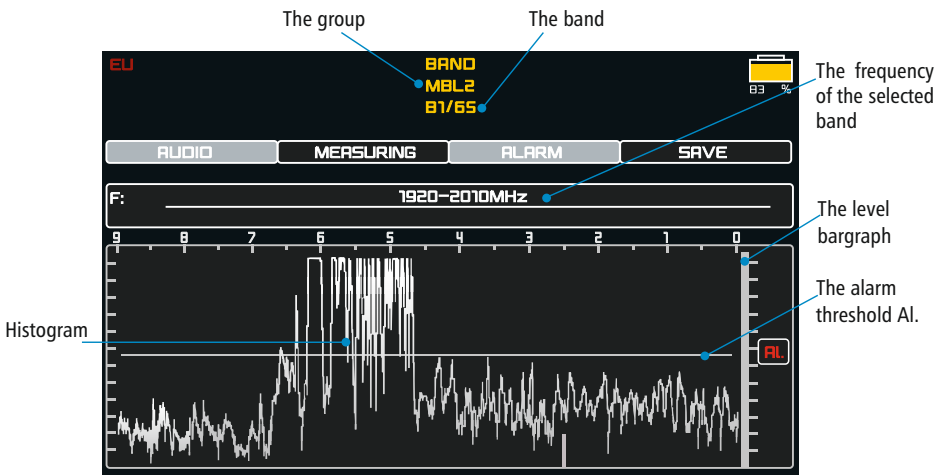 The group
The band
EU
BAND
MBL2
B1/65
83 %
The frequency
of the selected
band
AUDIO
MEASURING
ALARM
SAVE
F:
1920-2010MHz
9 8 7 6 5 4 3 2 1 0
The level
bargraph
The alarm
threshold Al.
Histogram
Al.